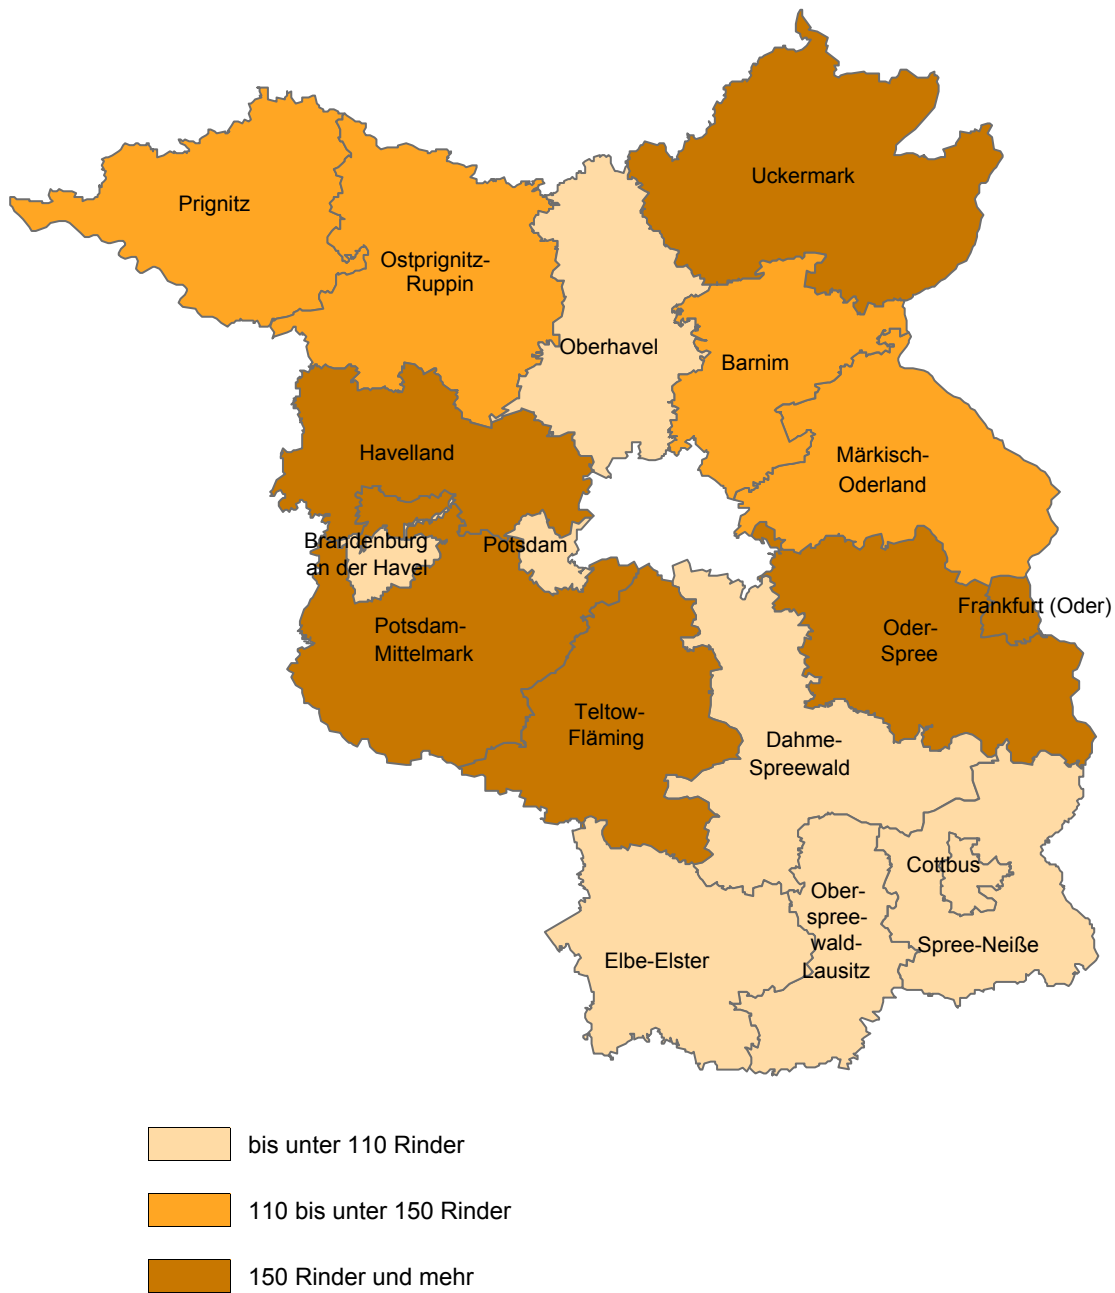 Uckermark
Prignitz
Ostprignitz-
Ruppin
Oberhavel
Barnim
Havelland
Märkisch-
Oderland
Brandenburg
an der Havel
Potsdam
Frankfurt (Oder)
Potsdam-
Mittelmark
Oder-
Spree
Teltow-
Fläming
Dahme-
Spreewald
Cottbus
Ober-
spree-
wald-
Lausitz
Spree-Neiße
Elbe-Elster
bis unter 110 Rinder
110 bis unter 150 Rinder
150 Rinder und mehr